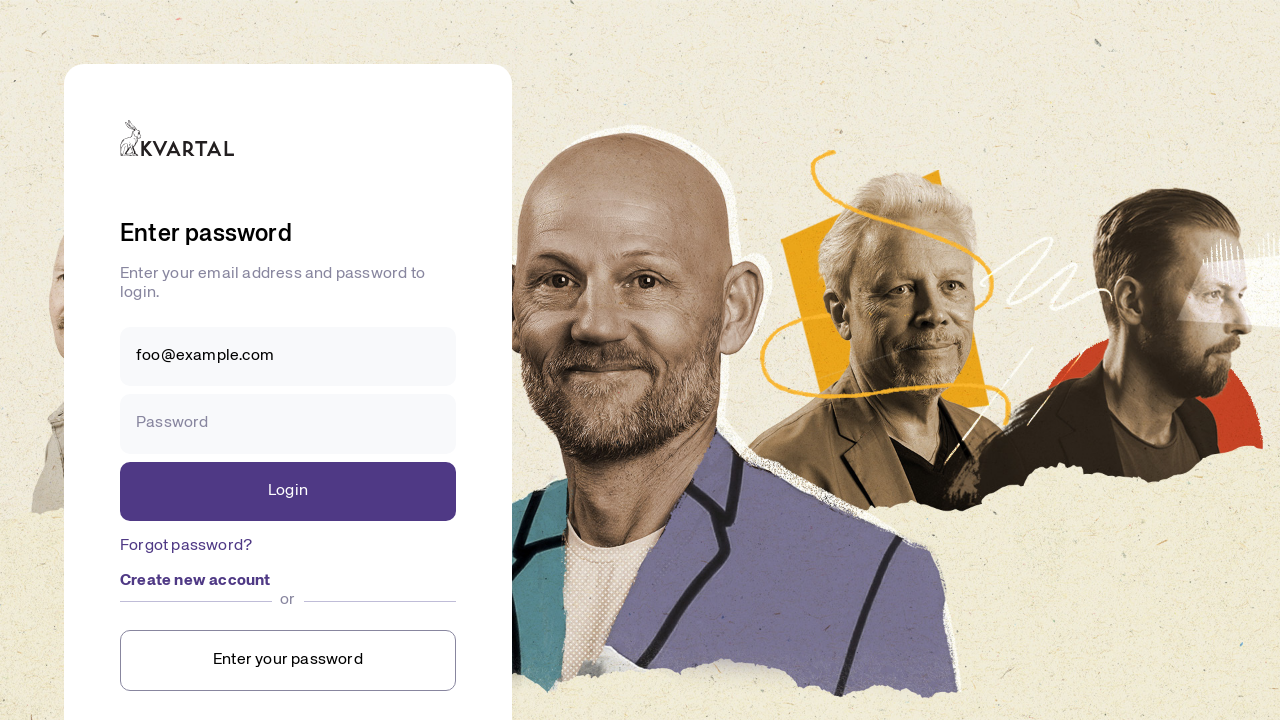 KVARTAL
Enter password
Enter your email address and password to
login.
foo@example.com
Password
Login
Forgot password?
Create new account
or
Enter your password